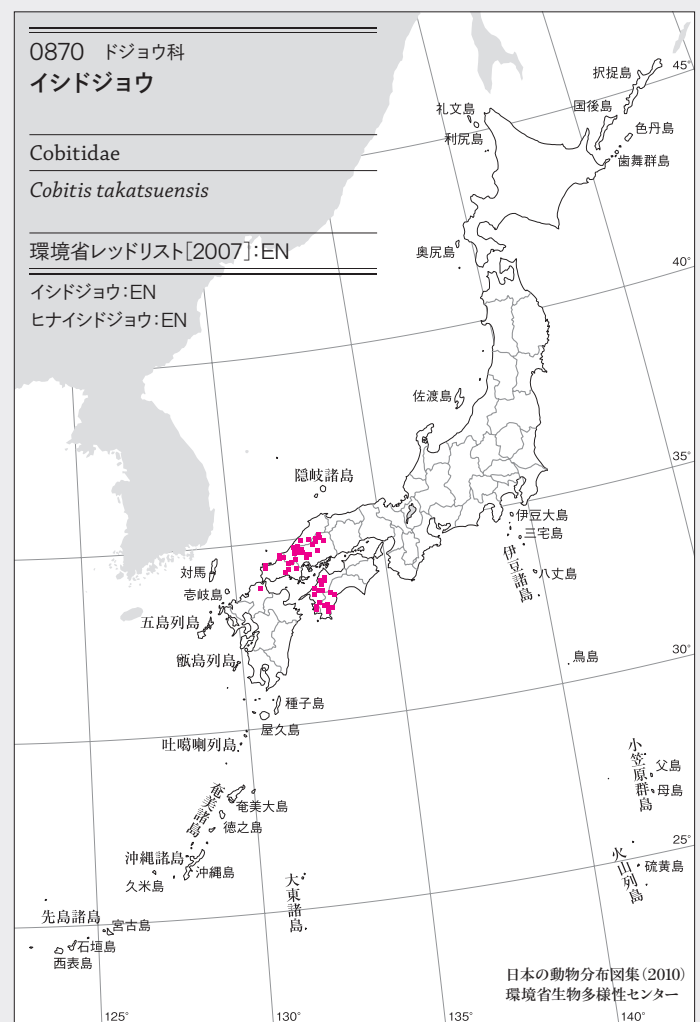 0870 ドジョウ科
イシドジョウ
Cobitidae
Cobitis takatsuensis
環境省レッドリスト[2007]:EN
イシドジョウ:EN
ヒナイシドジョウ:EN
45°
択捉島
国後島
礼文島
色丹島
利尻島
歯舞群島
奥尻島
40°
佐渡島
35°
隠岐諸島
伊豆大島
三宅島
伊豆諸島
八丈島
対馬
壱岐島
五島列島
甑島列島
鳥島
30°
種子島
屋久島
吐噶喇列島
小笠原群島
父島
母島
奄美諸島
奄美大島
徳之島
25°
沖縄諸島
沖縄島
久米島
火山列島
硫黄島
大東諸島
先島諸島
宮古島
石垣島
西表島
日本の動物分布図集(2010)
環境省生物多様性センター
125°
130°
135°
140°